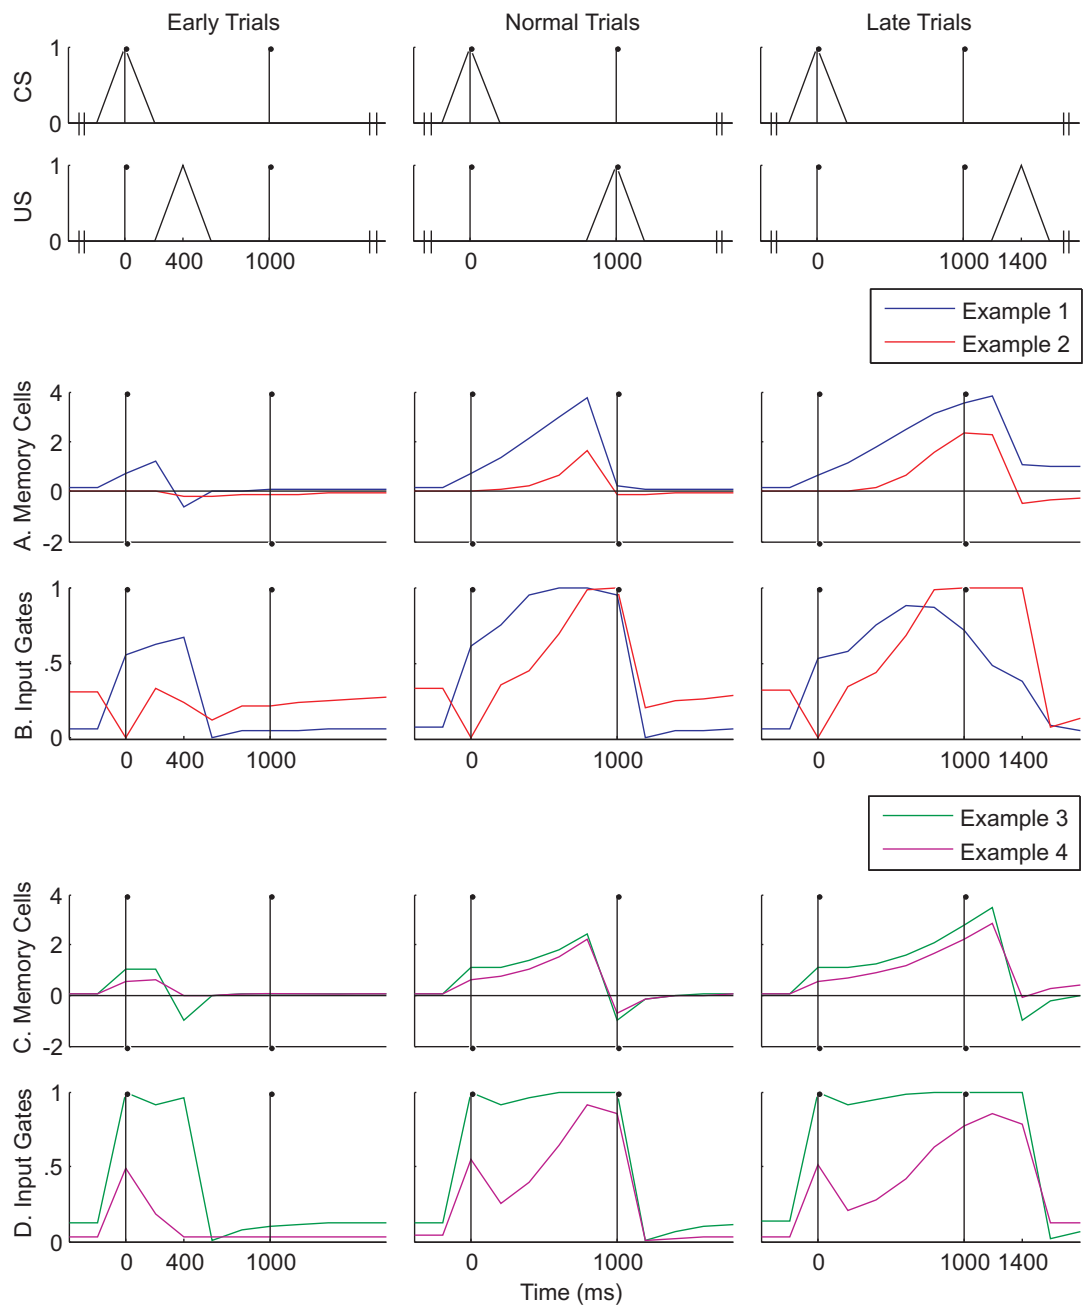 Early Trials Normal Trials Late Trials
CS
1
0
US
1
0
0 400 1000
0 1000
0 1000 1400
Example 1
Example 2
A. Memory Cells
4
2
0
-2
B. Input Gates
1
.5
0
0 400 1000
0 1000
0 1000 1400
Example 3
Example 4
C. Memory Cells
4
2
0
-2
D. Input Gates
1
.5
0
0 400 1000
0 1000
0 1000 1400
Time (ms)